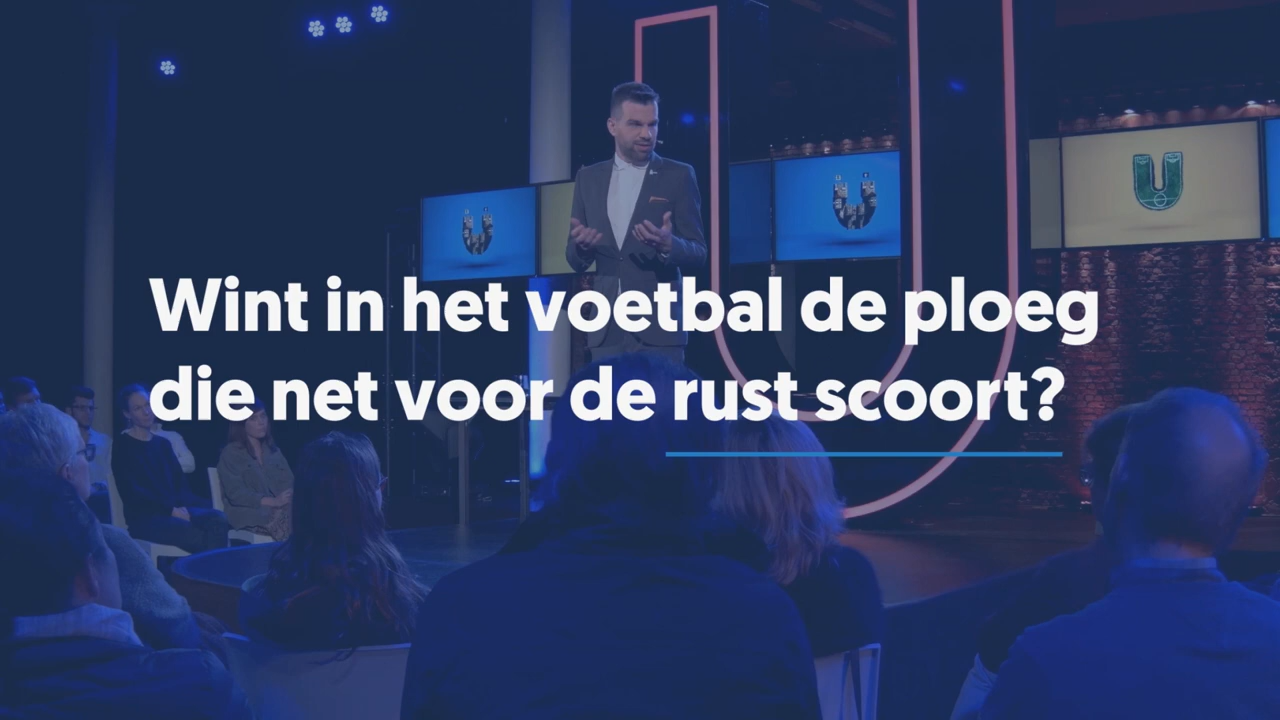 Wint in het voetbal de ploeg
die net voor de rust scoort?
U
U
U